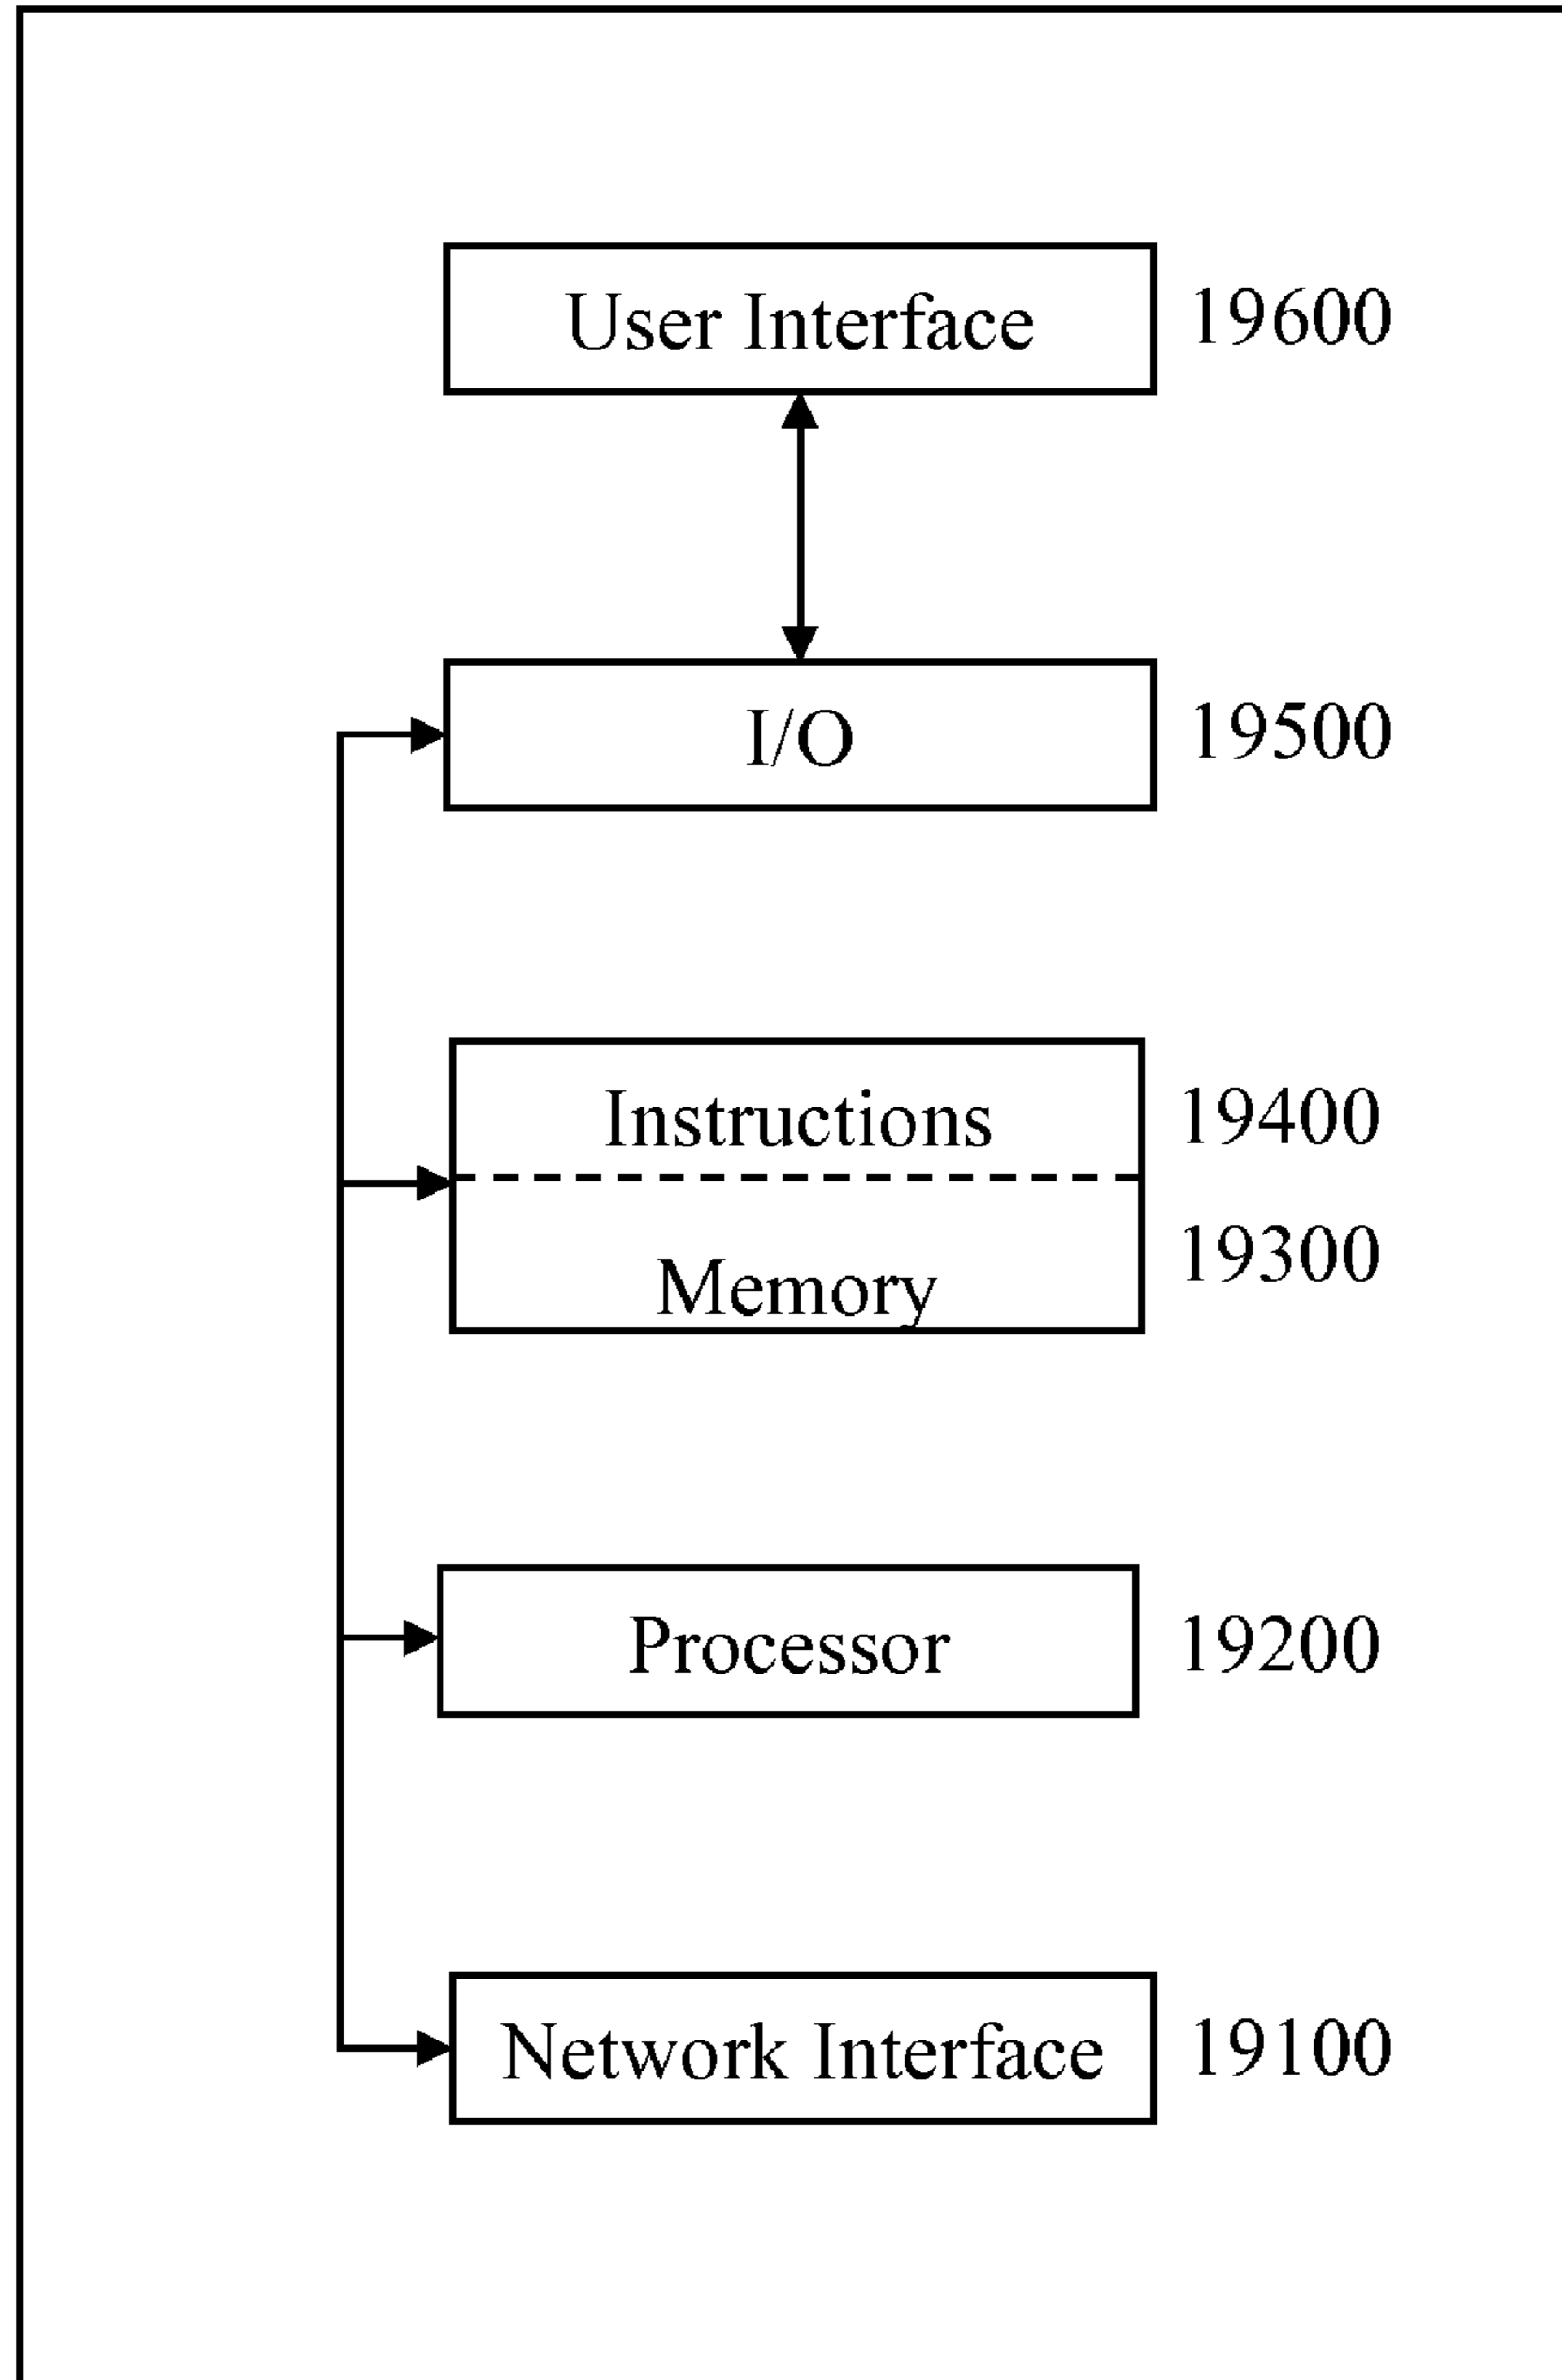 User Interface 19600
I/O 19500
Instructions 19400
Memory 19300
Processor 19200
Network Interface 19100